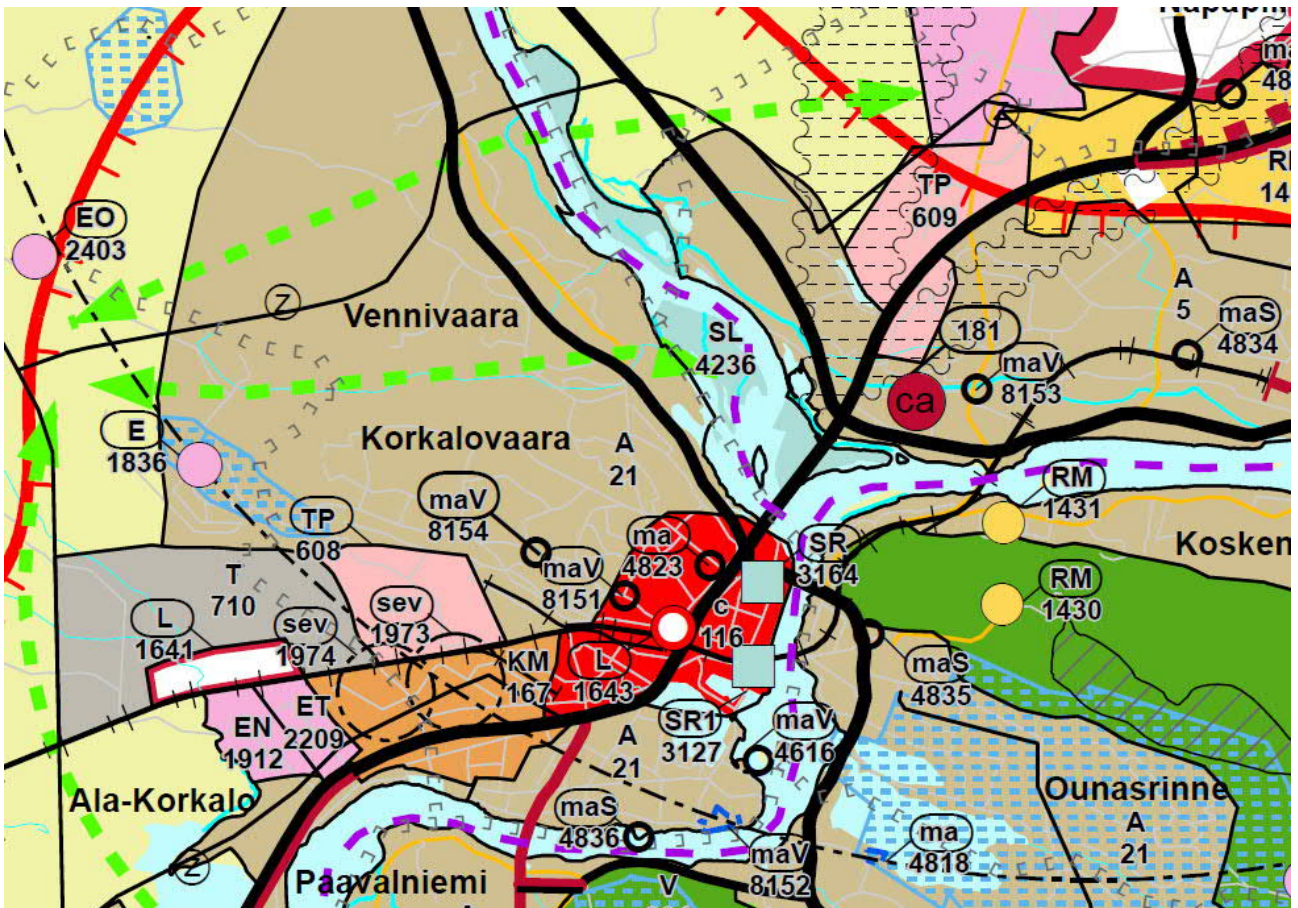 ma
EO
2403
TP
609
RM
A
5
maS
4834
Z
Z
Vennivaara
SL
4236
181
maV
8153
ca
E
1836
Korkalovaara
A
21
maV
8154
RM
1431
TP
608
ma
4823
SR
3164
Kosken
T
710
maV
8151
sev
1973
RM
1430
L
1641
sev
1974
c
116
KM
167
L
1643
maS
4835
ET
2209
EN
1912
SR1
3127
maV
4616
A
21
Ala-Korkalo
Ounasrinne
maS
4836
A
21
ma
4818
maV
8152
Z
Paavalniemi
V